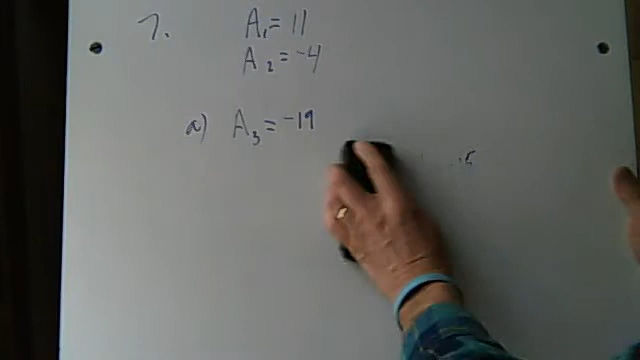 7. A₁ = 11
A₂ = -4
a) A₃ = -19